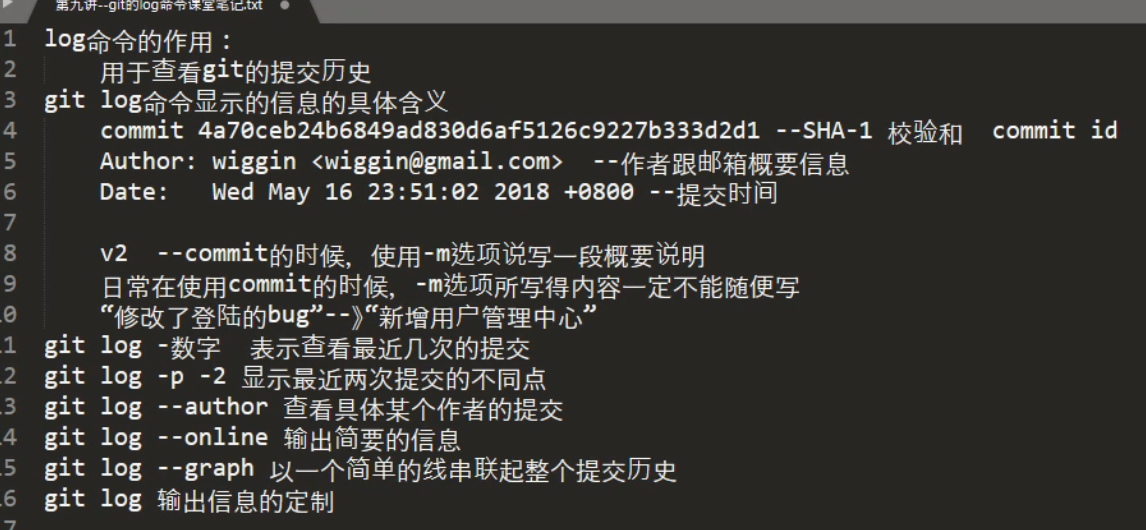 第九讲--git的log命令课堂笔记.txt
1 log命令的作用：
2 用于查看git的提交历史
3 git log命令显示的信息的具体含义
4 commit 4a70ceb24b6849ad830d6af5126c9227b333d2d1 --SHA-1 校验和 commit id
5 Author: wiggin <wiggin@gmail.com> --作者跟邮箱概要信息
6 Date: Wed May 16 23:51:02 2018 +0800 --提交时间
7
8 v2 --commit的时候，使用-m选项说写一段概要说明
9 日常在使用commit的时候，-m选项所写得内容一定不能随便写
0 “修改了登陆的bug”--》“新增用户管理中心”
1 git log -数字 表示查看最近几次的提交
2 git log -p -2 显示最近两次提交的不同点
3 git log --author 查看具体某个作者的提交
4 git log --online 输出简要的信息
5 git log --graph 以一个简单的线串联起整个提交历史
6 git log 输出信息的定制
7